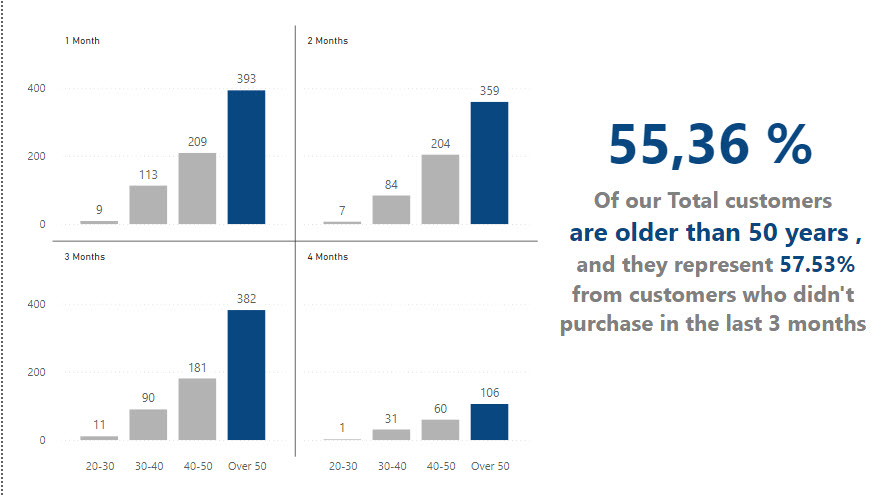 1 Month
400
200
0
9
113
209
393
2 Months
7
84
204
359
3 Months
400
200
0
11
90
181
382
20-30
30-40
40-50
Over 50
4 Months
1
31
60
106
20-30
30-40
40-50
Over 50
55,36 %
Of our Total customers
are older than 50 years ,
and they represent 57.53%
from customers who didn't
purchase in the last 3 months